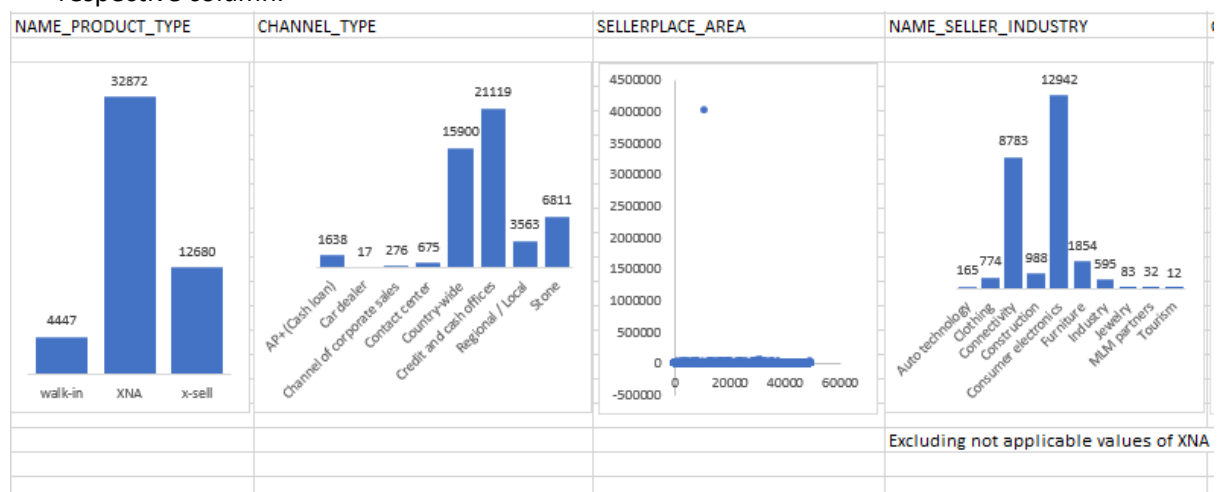 respective column.
NAME_PRODUCT_TYPE
CHANNEL_TYPE
SELLERPLACE_AREA
NAME_SELLER_INDUSTRY
4447
32872
12680
walk-in
XNA
x-sell
1638
17
276
675
15900
21119
3563
6811
AP+(Cash loan)
Car dealer
Channel of corporate sales
Contact center
Country-wide
Credit and cash offices
Regional / Local
Stone
4500000
4000000
3500000
3000000
2500000
2000000
1500000
1000000
500000
0
-500000
0
20000
40000
60000
165
774
8783
988
12942
1854
595
83
32
12
Auto technology
Clothing
Connectivity
Construction
Consumer electronics
Furniture
Industry
Jewelry
MLM partners
Tourism
Excluding not applicable values of XNA